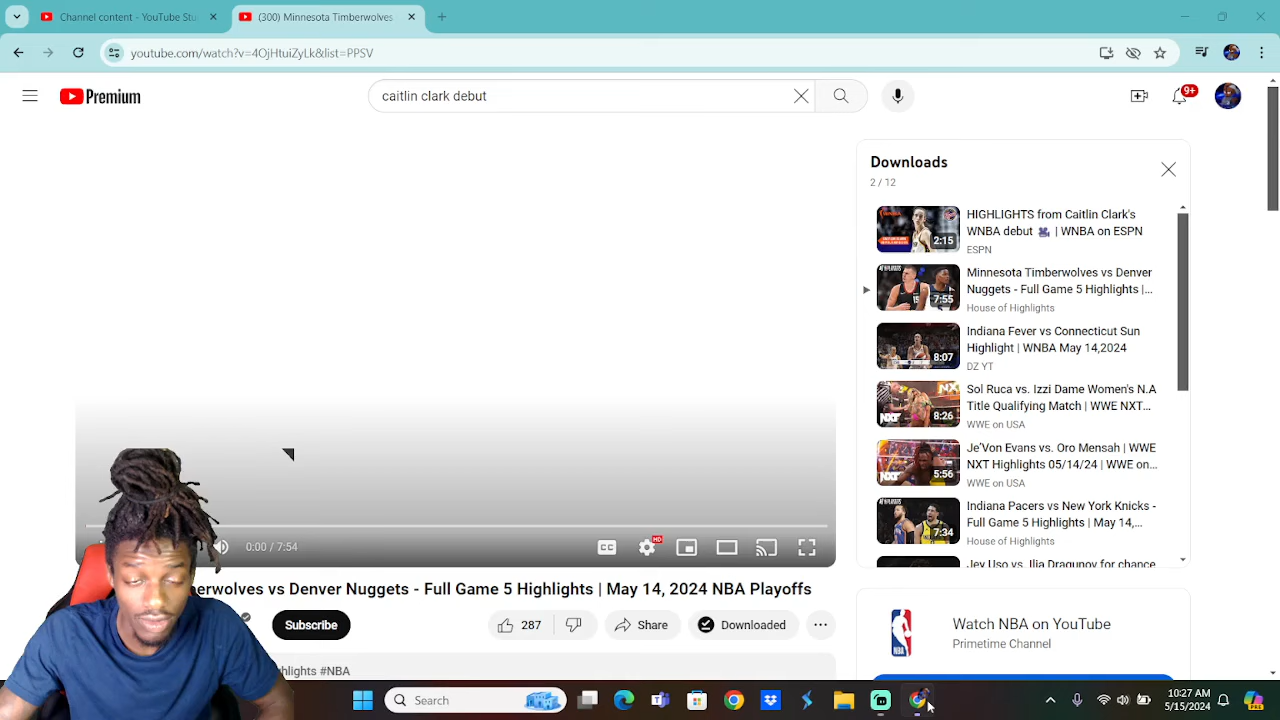 Channel content - YouTube Stu
(300) Minnesota Timberwolves
youtube.com/watch?v=4OjHtuiZyLk&list=PPSV
Premium
caitlin clark debut
9+
Downloads
2 / 12
2:15
HIGHLIGHTS from Caitlin Clark's
WNBA debut 🎥 | WNBA on ESPN
ESPN
7:55
Minnesota Timberwolves vs Denver
Nuggets - Full Game 5 Highlights |...
House of Highlights
8:07
Indiana Fever vs Connecticut Sun
Highlight | WNBA May 14,2024
DZ YT
8:26
Sol Ruca vs. Izzi Dame Women's N.A
Title Qualifying Match | WWE NXT...
WWE on USA
5:56
Je'Von Evans vs. Oro Mensah | WWE
NXT Highlights 05/14/24 | WWE on...
WWE on USA
7:34
Indiana Pacers vs New York Knicks -
Full Game 5 Highlights | May 14,...
House of Highlights
Jey Uso vs. Ilja Dragunov for chance
0:00 / 7:54
CC
HD
erwolves vs Denver Nuggets - Full Game 5 Highlights | May 14, 2024 NBA Playoffs
Subscribe
287
Share
Downloaded
hlights #NBA
NBA
Watch NBA on YouTube
Primetime Channel
Search
10:27 AM
5/15/2024